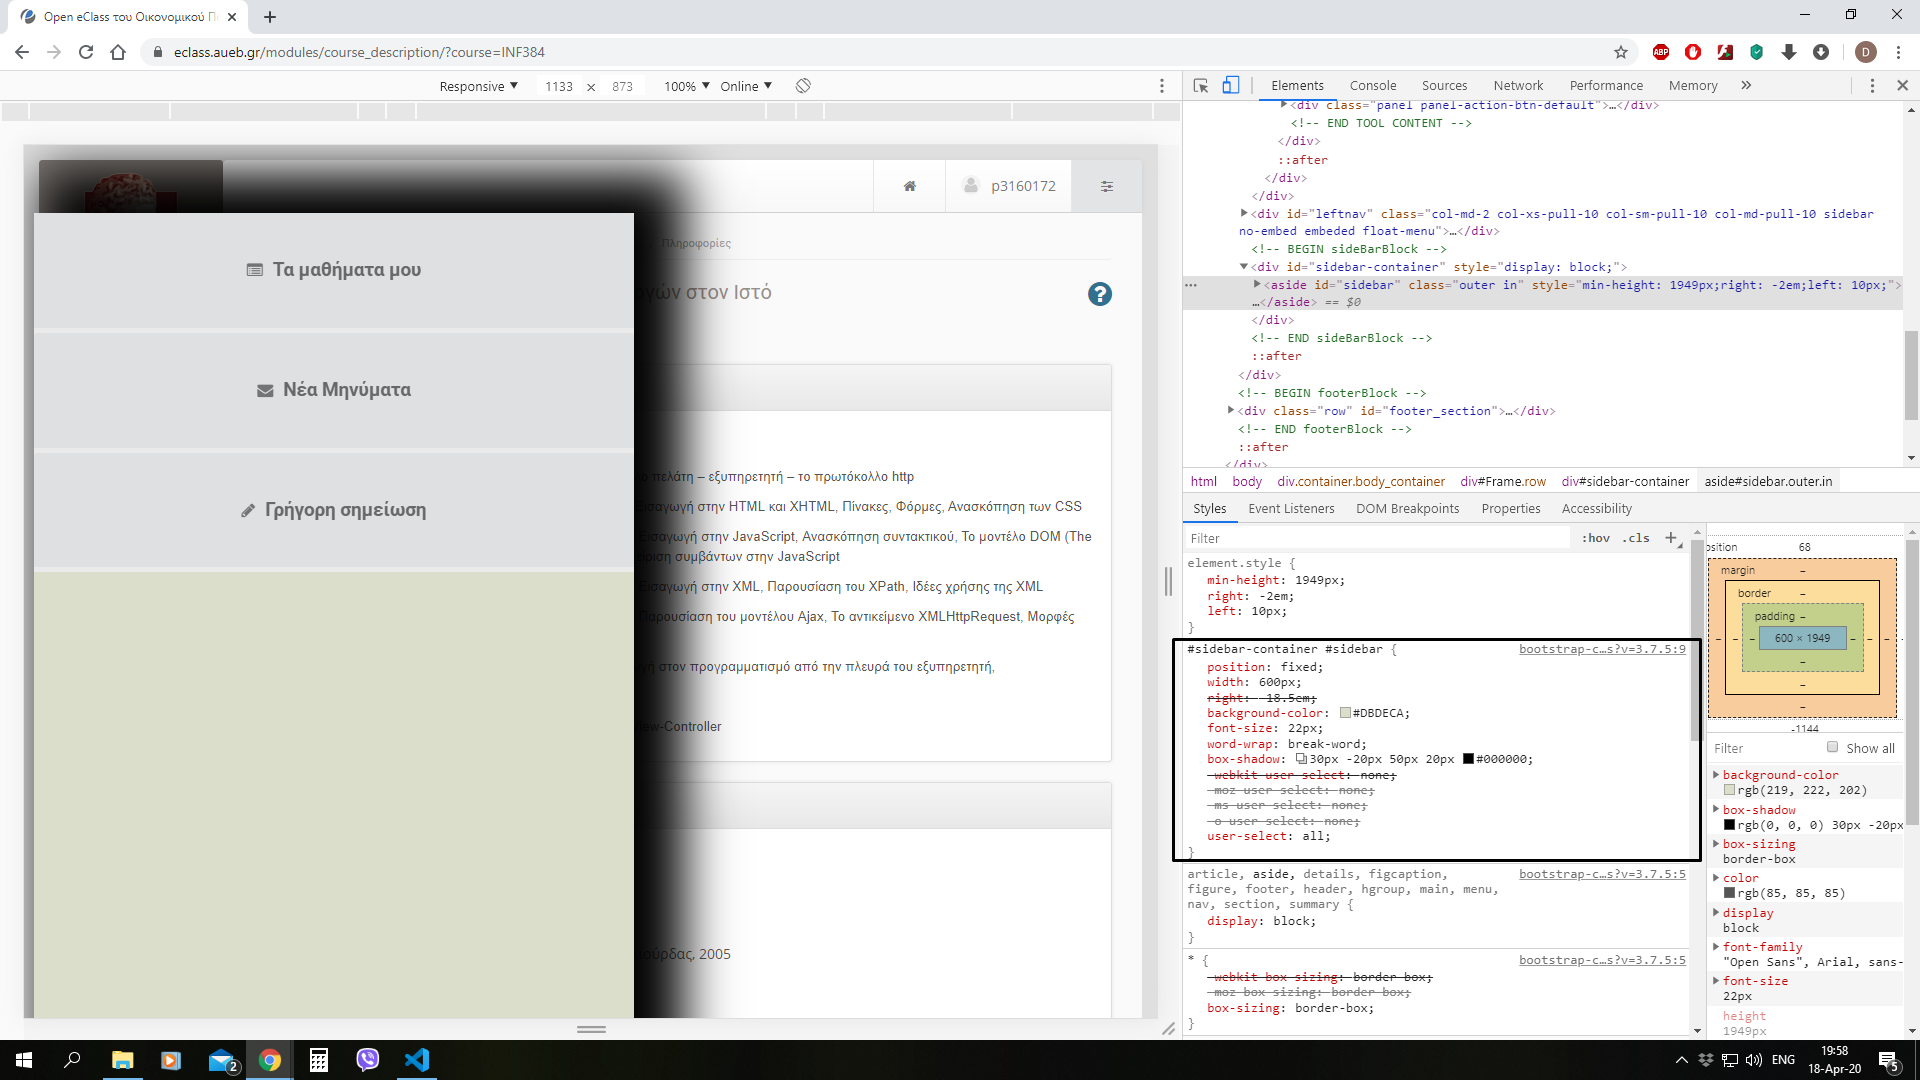 Open eClass του Οικονομικού Π
eclass.aueb.gr/modules/course_description/?course=INF384
ABP
D
Responsive ▼ 1133 × 873 100% ▼ Online ▼
Elements Console Sources Network Performance Memory »
p3160172
Πληροφορίες
στον Ιστό
Τα μαθήματα μου
Νέα Μηνύματα
Γρήγορη σημείωση
πελάτη – εξυπηρετητή – το πρωτόκολλο http
στην HTML και XHTML, Πίνακες, Φόρμες, Ανασκόπηση των CSS
Εισαγωγή στην JavaScript, Ανασκόπηση συντακτικού, Το μοντέλο DOM (The
συμβάντων στην JavaScript
Εισαγωγή στην XML, Παρουσίαση του XPath, Ιδέες χρήσης της XML
Παρουσίαση του μοντέλου Ajax, Το αντικείμενο XMLHttpRequest, Μορφές
στον προγραμματισμό από την πλευρά του εξυπηρετητή,
ew-Controller
2005
<div class="panel panel-action-btn-default">…</div>
<!-- END TOOL CONTENT -->
</div>
::after
</div>
</div>
<div id="leftnav" class="col-md-2 col-xs-pull-10 col-sm-pull-10 col-md-pull-10 sidebar
no-embed embeded float-menu">…</div>
<!-- BEGIN sideBarBlock -->
<div id="sidebar-container" style="display: block;">
<aside id="sidebar" class="outer in" style="min-height: 1949px;right: -2em;left: 10px;">
…</aside> == $0
</div>
<!-- END sideBarBlock -->
::after
</div>
<!-- BEGIN footerBlock -->
<div class="row" id="footer_section">…</div>
<!-- END footerBlock -->
::after
</div>
html body div.container.body_container div#Frame.row div#sidebar-container aside#sidebar.outer.in
Styles Event Listeners DOM Breakpoints Properties Accessibility
Filter :hov .cls +
element.style {
min-height: 1949px;
right: -2em;
left: 10px;
}
#sidebar-container #sidebar { bootstrap-c…s?v=3.7.5:9
position: fixed;
width: 600px;
right: -18.5em;
background-color: #DBDECA;
font-size: 22px;
word-wrap: break-word;
box-shadow: 30px -20px 50px 20px #000000;
-webkit-user-select: none;
-moz-user-select: none;
-ms-user-select: none;
-o-user-select: none;
user-select: all;
}
article, aside, details, figcaption, bootstrap-c…s?v=3.7.5:5
figure, footer, header, hgroup, main, menu,
nav, section, summary {
display: block;
}
* { bootstrap-c…s?v=3.7.5:5
-webkit-box-sizing: border-box;
-moz-box-sizing: border-box;
box-sizing: border-box;
}
osition 68
margin –
border –
padding –
600 × 1949
-1144
Filter Show all
background-color
rgb(219, 222, 202)
box-shadow
rgb(0, 0, 0) 30px -20px
box-sizing
border-box
color
rgb(85, 85, 85)
display
block
font-family
"Open Sans", Arial, sans-
font-size
22px
height
1949px
2
ENG
19:58
18-Apr-20
5